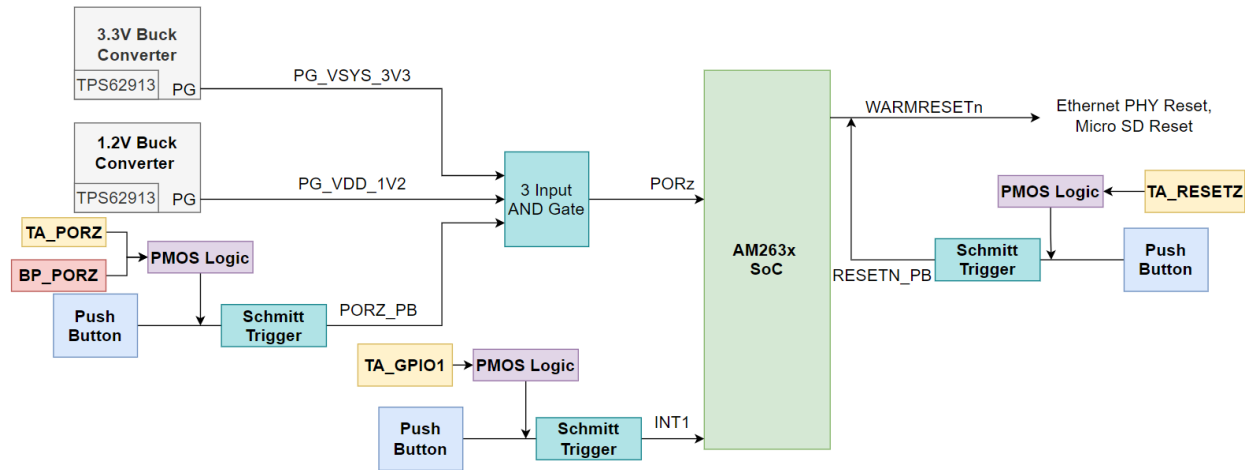 3.3V Buck
Converter
TPS62913
PG
PG_VSYS_3V3
1.2V Buck
Converter
TPS62913
PG
PG_VDD_1V2
TA_PORZ
BP_PORZ
PMOS Logic
Push
Button
Schmitt
Trigger
PORZ_PB
3 Input
AND Gate
PORz
TA_GPIO1
PMOS Logic
Push
Button
Schmitt
Trigger
INT1
AM263x
SoC
WARMRESETn
Ethernet PHY Reset,
Micro SD Reset
PMOS Logic
TA_RESETZ
RESETN_PB
Schmitt
Trigger
Push
Button